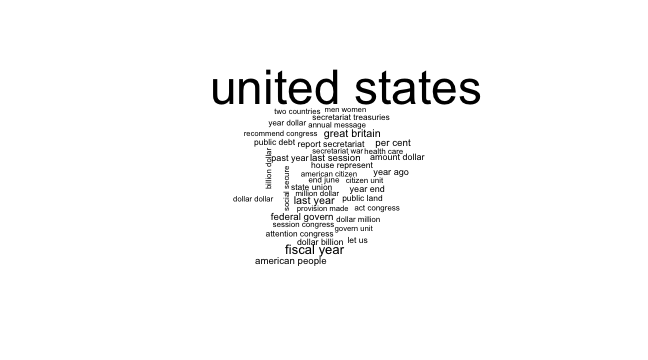 united states
two countries
men women
secretariat treasuries
year dollar
annual message
recommend congress
great britain
public debt
report secretariat
per cent
secretariat war
health care
billion dollar
past year
last session
amount dollar
house represent
american citizen
year ago
social secure
end june
citizen unit
state union
year end
million dollar
dollar dollar
last year
public land
provision made
act congress
federal govern
dollar million
session congress
govern unit
attention congress
dollar billion
let us
fiscal year
american people